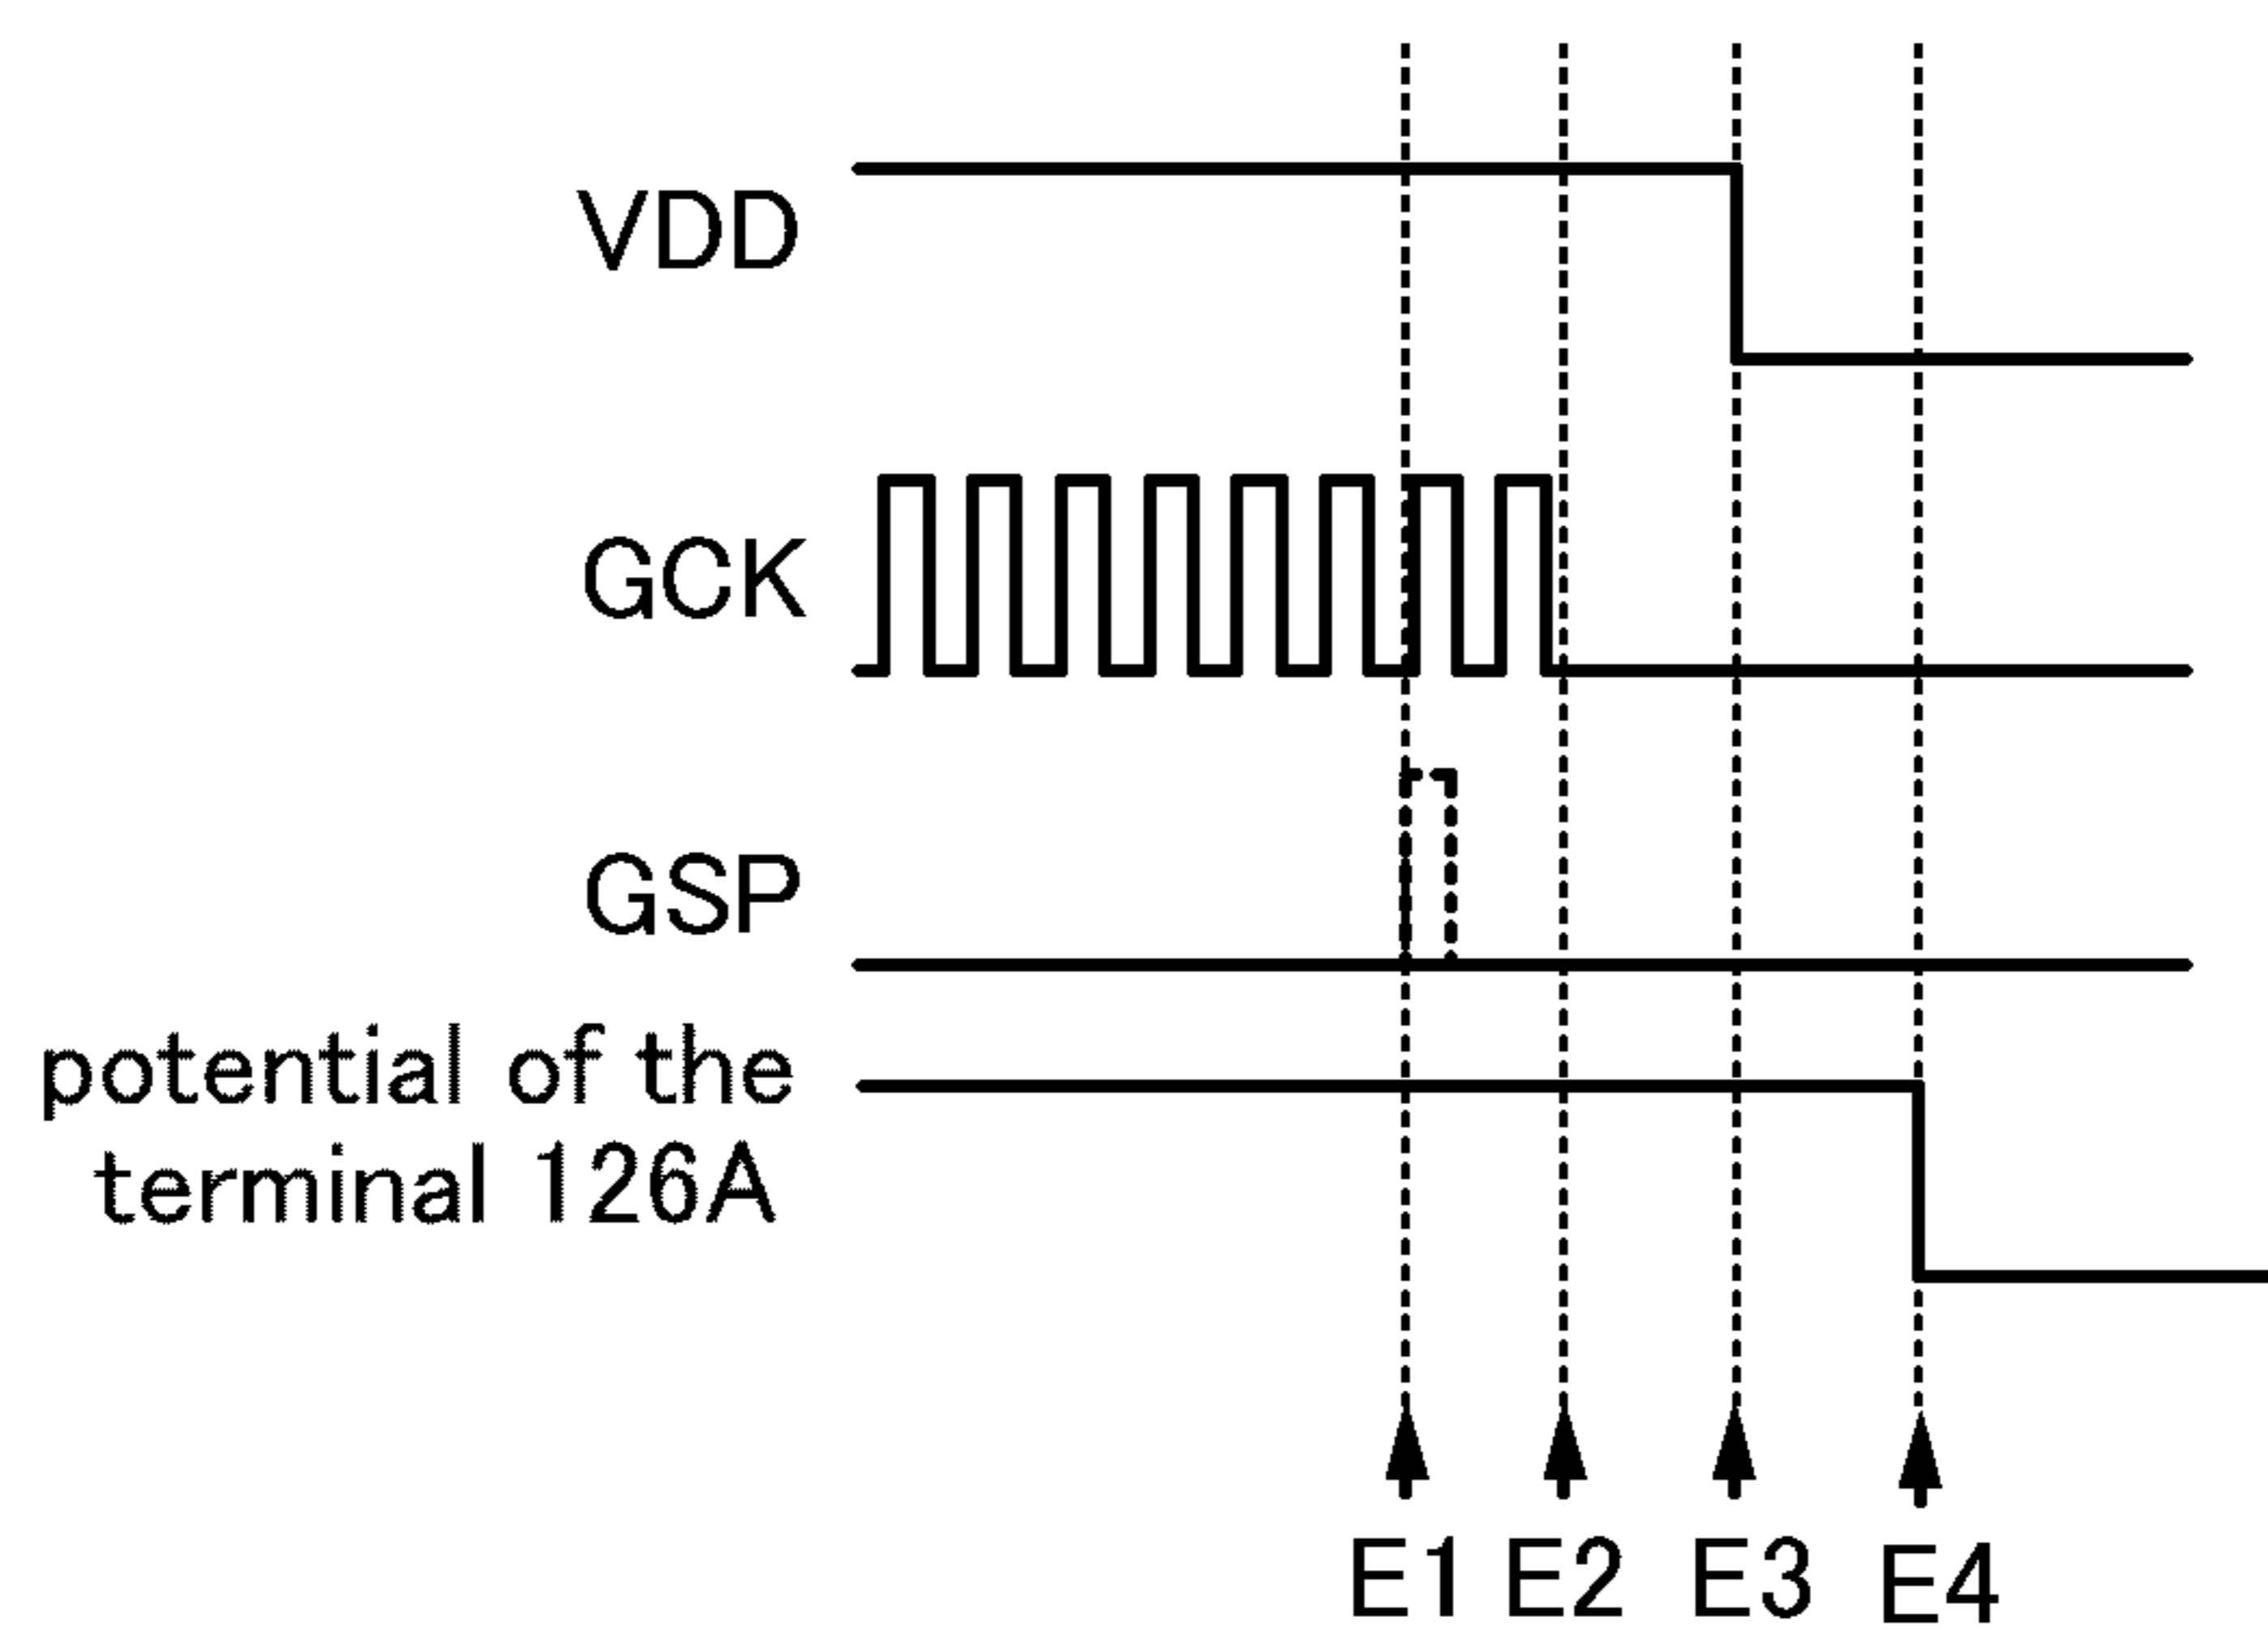 VDD
GCK
GSP
potential of the
terminal 126A
E1 E2 E3 E4